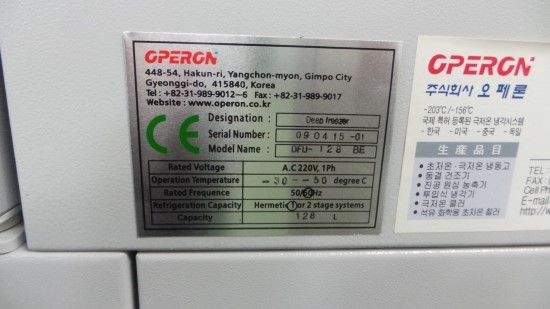 OPERON
448-54, Hakun-ri, Yangchon-myon, Gimpo City
Gyeonggi-do, 415840, Korea
Tel : +82-31-989-9012~6 Fax : +82-31-989-9017
Website : www.operon.co.kr
Designation : Deep freezer
Serial Number : 090415-01
Model Name : DFU-128 BE
Rated Voltage A.C 220V, 1Ph
Operation Temperature -30~-50 degree C
Rated Frequence 50/60Hz
Refrigeration Capacity Hermetic 1 or 2 stage systems
Capacity 128 L
OPERON
주식회사 오페론
-203℃/-156℃
국제 특허 등록된 극저온 냉각시스템
-한국 -미국 -중국 -독일
生産品目
• 초저온·극저온 냉동고
• 동결 건조기
• 진공 원심 농축기
• 투입식 냉각기
• 극저온 쿨러
• 석유 화학용 초저온 칠러
TEL :
FAX :
Cell Ph
E-mail
http://w